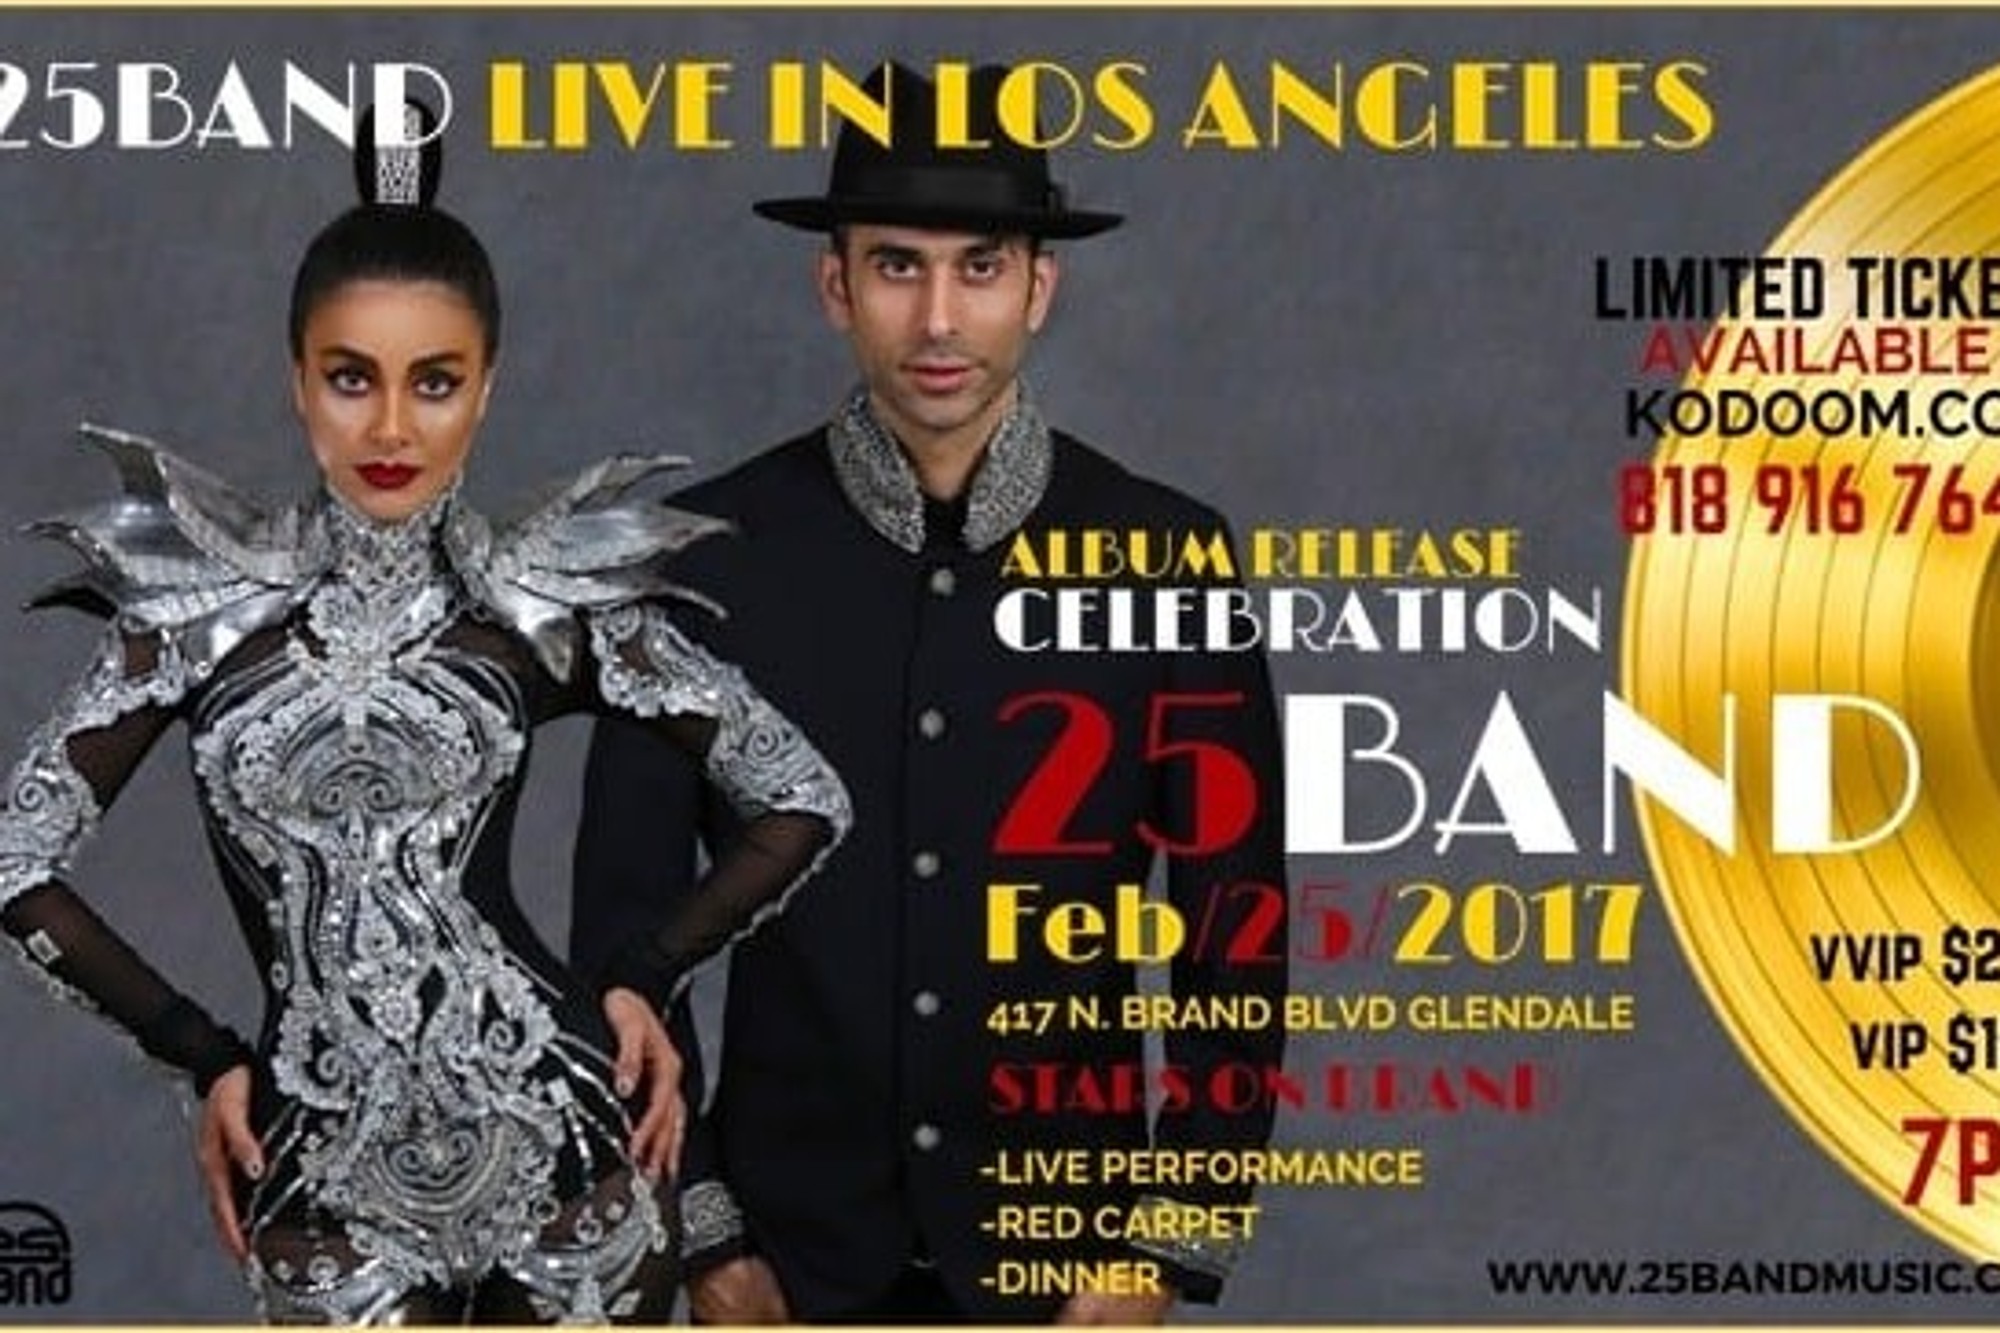 25BAND LIVE IN LOS ANGELES
LIMITED TICKE
AVAILABLE
KODOOM.CO
818 916 764
ALBUM RELEASE
CELEBRATION
25BAND
Feb/25/2017
417 N. BRAND BLVD GLENDALE
STARS ON BRAND
-LIVE PERFORMANCE
-RED CARPET
-DINNER
VVIP $2
VIP $1
7P
WWW.25BANDMUSIC.C